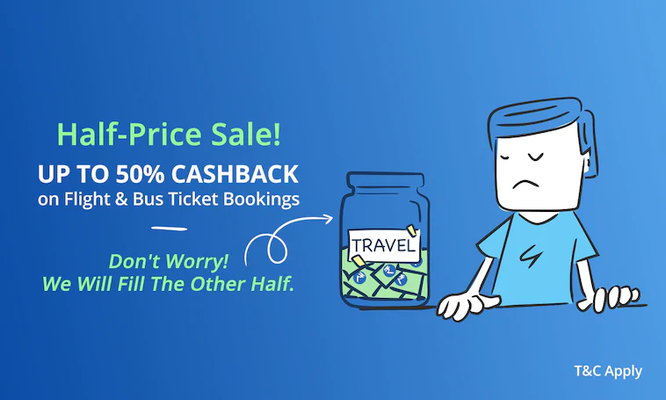 Half-Price Sale!
UP TO 50% CASHBACK
on Flight & Bus Ticket Bookings
Don't Worry!
We Will Fill The Other Half.
TRAVEL
₹ ₹ ₹
T&C Apply